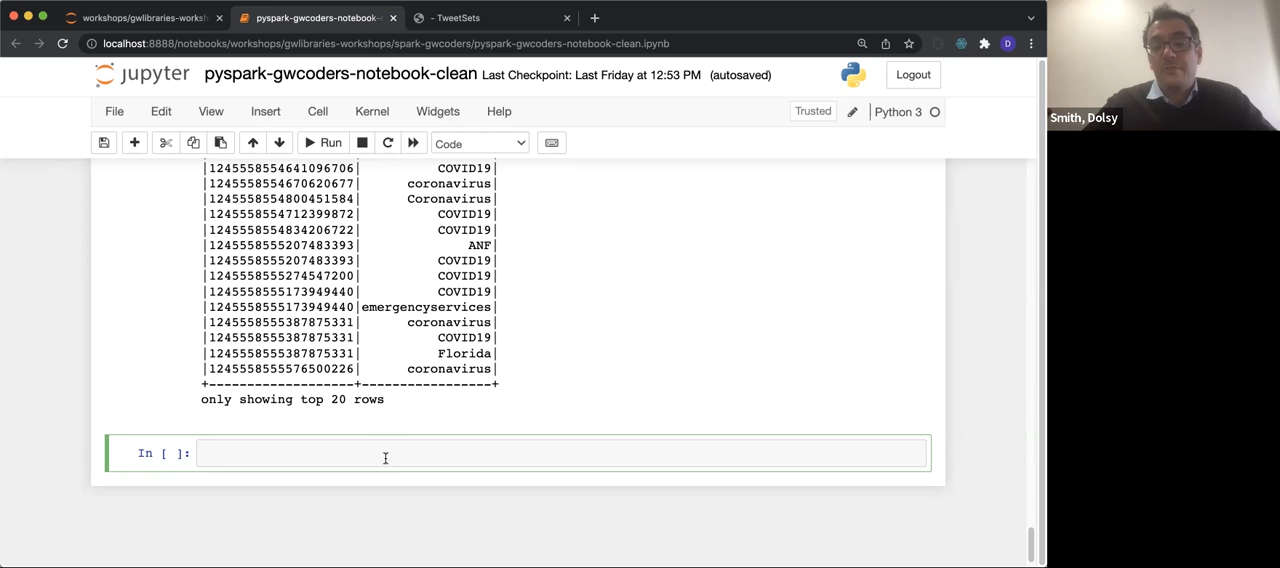 workshops/gwlibraries-worksh
pyspark-gwcoders-notebook-
- TweetSets
localhost:8888/notebooks/workshops/gwlibraries-workshops/spark-gwcoders/pyspark-gwcoders-notebook-clean.ipynb
D
jupyter pyspark-gwcoders-notebook-clean Last Checkpoint: Last Friday at 12:53 PM (autosaved)
Logout
File Edit View Insert Cell Kernel Widgets Help
Trusted
Python 3
Run
Code
|1245558554641096706| COVID19|
|1245558554670620677| coronavirus|
|1245558554800451584| Coronavirus|
|1245558554712399872| COVID19|
|1245558554834206722| COVID19|
|1245558555207483393| ANF|
|1245558555207483393| COVID19|
|1245558555274547200| COVID19|
|1245558555173949440| COVID19|
|1245558555173949440|emergencyservices|
|1245558555387875331| coronavirus|
|1245558555387875331| COVID19|
|1245558555387875331| Florida|
|1245558555576500226| coronavirus|
+-------------------+-----------------+
only showing top 20 rows
In [ ]:
Smith, Dolsy